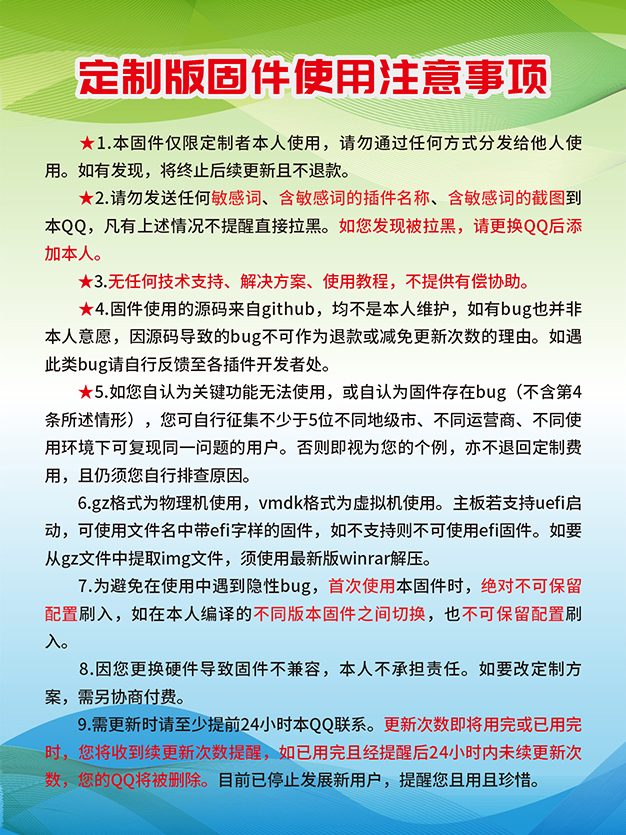 定制版固件使用注意事项
★1.本固件仅限定制者本人使用，请勿通过任何方式分发给他人使
用。如有发现，将终止后续更新且不退款。
★2.请勿发送任何敏感词、含敏感词的插件名称、含敏感词的截图到
本QQ，凡有上述情况不提醒直接拉黑。如您发现被拉黑，请更换QQ后添
加本人。
★3.无任何技术支持、解决方案、使用教程，不提供有偿协助。
★4.固件使用的源码来自github，均不是本人维护，如有bug也并非
本人意愿，因源码导致的bug不可作为退款或减免更新次数的理由。如遇
此类bug请自行反馈至各插件开发者处。
★5.如您自认为关键功能无法使用，或自认为固件存在bug（不含第4
条所述情形），您可自行征集不少于5位不同地级市、不同运营商、不同使
用环境下可复现同一问题的用户。否则即视为您的个例，亦不退回定制费
用，且仍须您自行排查原因。
6.gz格式为物理机使用，vmdk格式为虚拟机使用。主板若支持uefi启
动，可使用文件名中带efi字样的固件，如不支持则不可使用efi固件。如要
从gz文件中提取img文件，须使用最新版winrar解压。
7.为避免在使用中遇到隐性bug，首次使用本固件时，绝对不可保留
配置刷入，如在本人编译的不同版本固件之间切换，也不可保留配置刷
入。
8.因您更换硬件导致固件不兼容，本人不承担责任。如要改定制方
案，需另协商付费。
9.需更新时请至少提前24小时本QQ联系。更新次数即将用完或已用完
时，您将收到续更新次数提醒，如已用完且经提醒后24小时内未续更新次
数，您的QQ将被删除。目前已停止发展新用户，提醒您且用且珍惜。